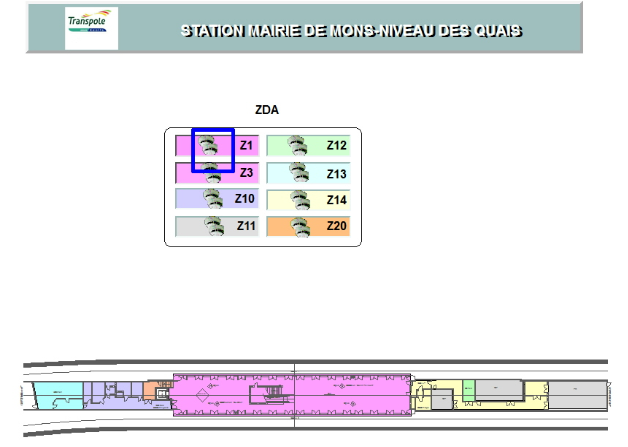 Transpole
STATION MAIRIE DE MONS-NIVEAU DES QUAIS
ZDA
Z1
Z12
Z3
Z13
Z10
Z14
Z11
Z20